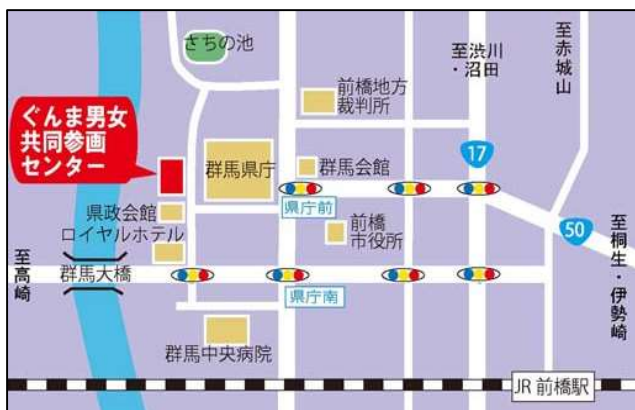 さちの池
至渋川
・沼田
至赤城山
前橋地方
裁判所
ぐんま男女
共同参画
センター
17
群馬県庁
群馬会館
県庁前
県政会館
ロイヤルホテル
前橋
市役所
50
至高崎
群馬大橋
至桐生・伊勢崎
県庁南
群馬中央病院
JR前橋駅